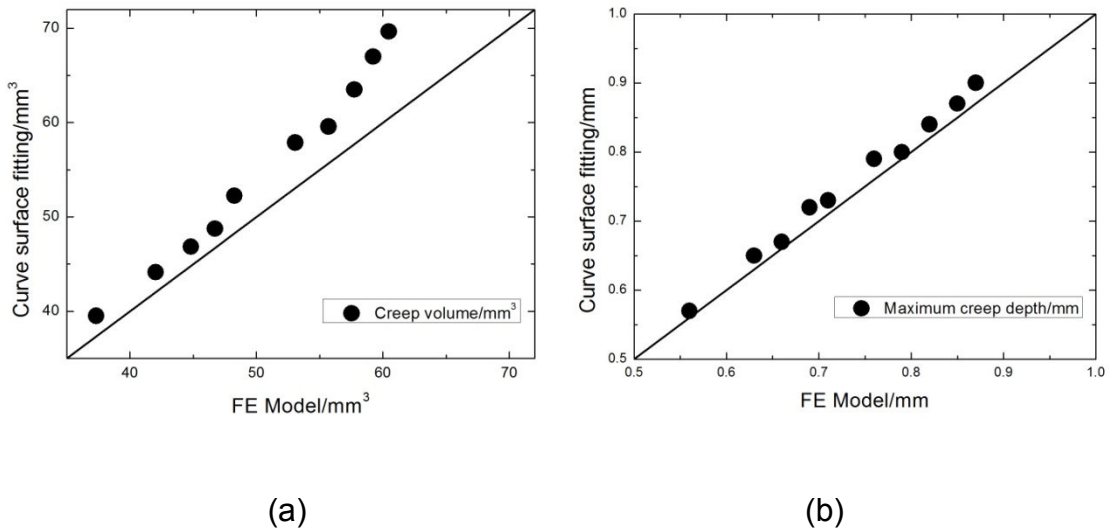 70
60
50
40
40
50
60
70
Curve surface fitting/mm³
FE Model/mm³
Creep volume/mm³
(a)
1.0
0.9
0.8
0.7
0.6
0.5
0.5
0.6
0.7
0.8
0.9
1.0
Curve surface fitting/mm
FE Model/mm
Maximum creep depth/mm
(b)